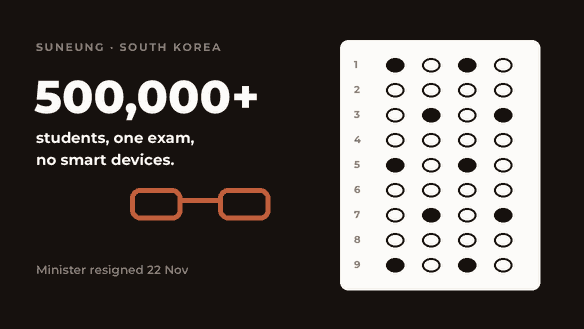 SUNEUNG · SOUTH KOREA
500,000+
students, one exam,
no smart devices.
Minister resigned 22 Nov
1
2
3
4
5
6
7
8
9